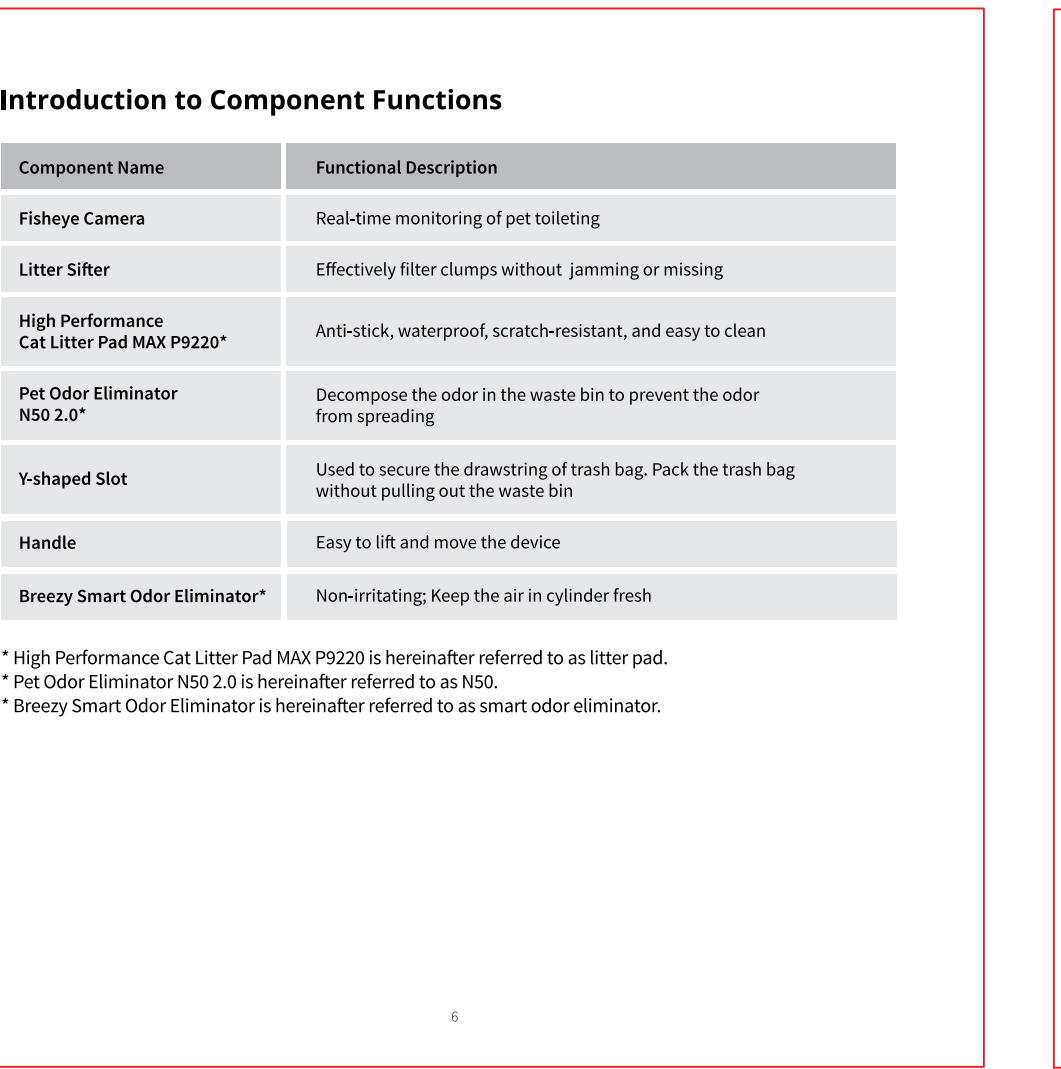 Introduction to Component Functions
Component Name
Functional Description
Fisheye Camera
Real-time monitoring of pet toileting
Litter Sifter
Effectively filter clumps without  jamming or missing
High Performance
Cat Litter Pad MAX P9220*
Anti-stick, waterproof, scratch-resistant, and easy to clean
Pet Odor Eliminator
N50 2.0*
Decompose the odor in the waste bin to prevent the odor
from spreading
Y-shaped Slot
Used to secure the drawstring of trash bag. Pack the trash bag
without pulling out the waste bin
Handle
Easy to lift and move the device
Breezy Smart Odor Eliminator*
Non-irritating; Keep the air in cylinder fresh
* High Performance Cat Litter Pad MAX P9220 is hereinafter referred to as litter pad.
* Pet Odor Eliminator N50 2.0 is hereinafter referred to as N50.
* Breezy Smart Odor Eliminator is hereinafter referred to as smart odor eliminator.
6